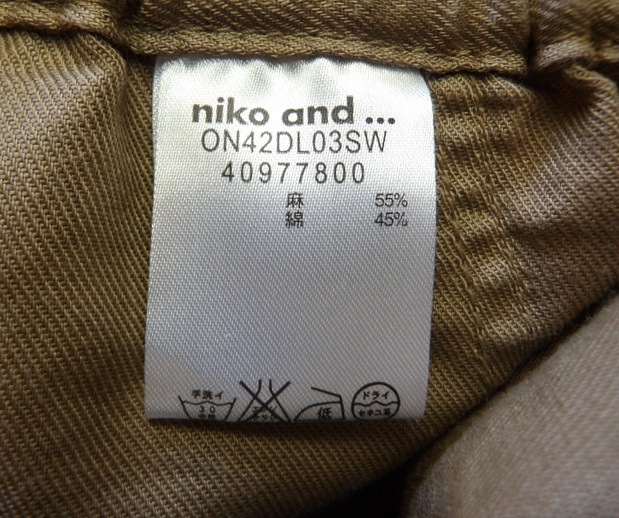 niko and ...
ON42DL03SW
40977800
麻 55%
綿 45%
手洗イ
30
低
ドライ
セキユ系